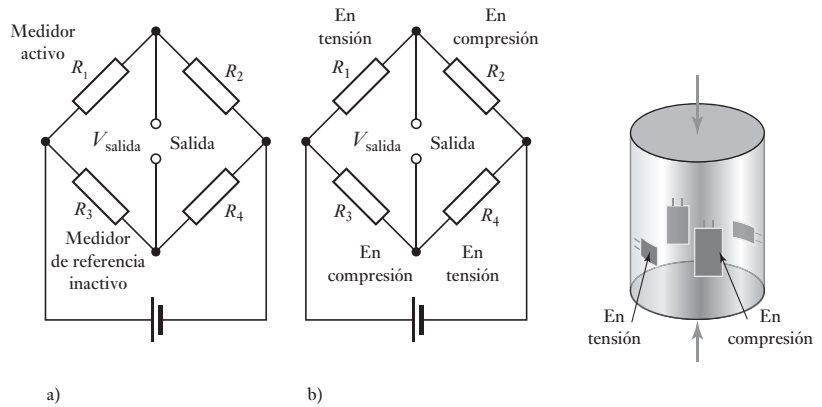 Medidor
activo
R1
R2
Vsalida
Salida
R3
R4
Medidor
de referencia
inactivo
a)
En
tensión
En
compresión
R1
R2
Vsalida
Salida
R3
R4
En
compresión
En
tensión
b)
En
tensión
En
compresión